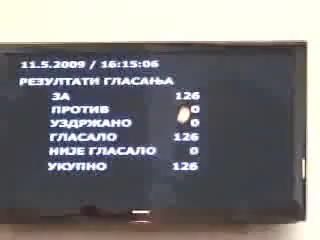 11.5.2009 / 16:15:06
РЕЗУЛТАТИ ГЛАСАЊА
ЗА 126
ПРОТИВ 0
УЗДРЖАНО 0
ГЛАСАЛО 126
НИЈЕ ГЛАСАЛО 0
УКУПНО 126